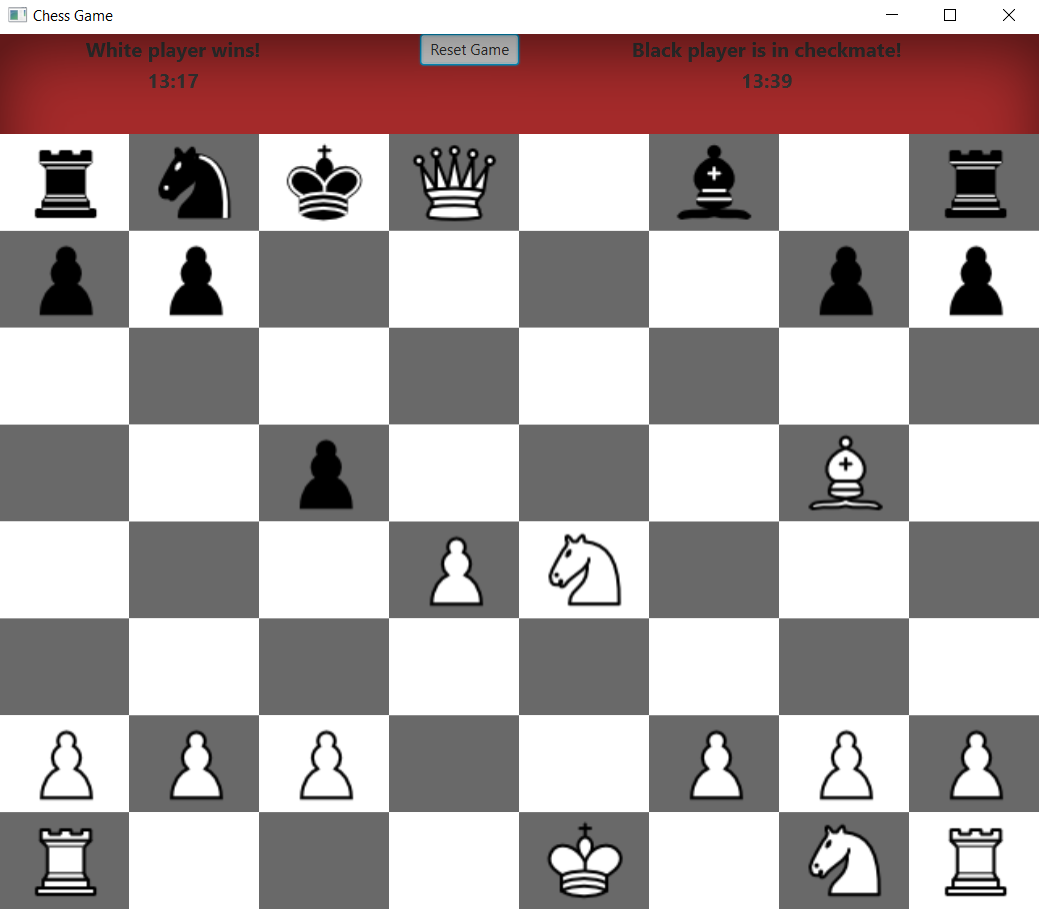 Chess Game
White player wins!
Reset Game
Black player is in checkmate!
13:17
13:39